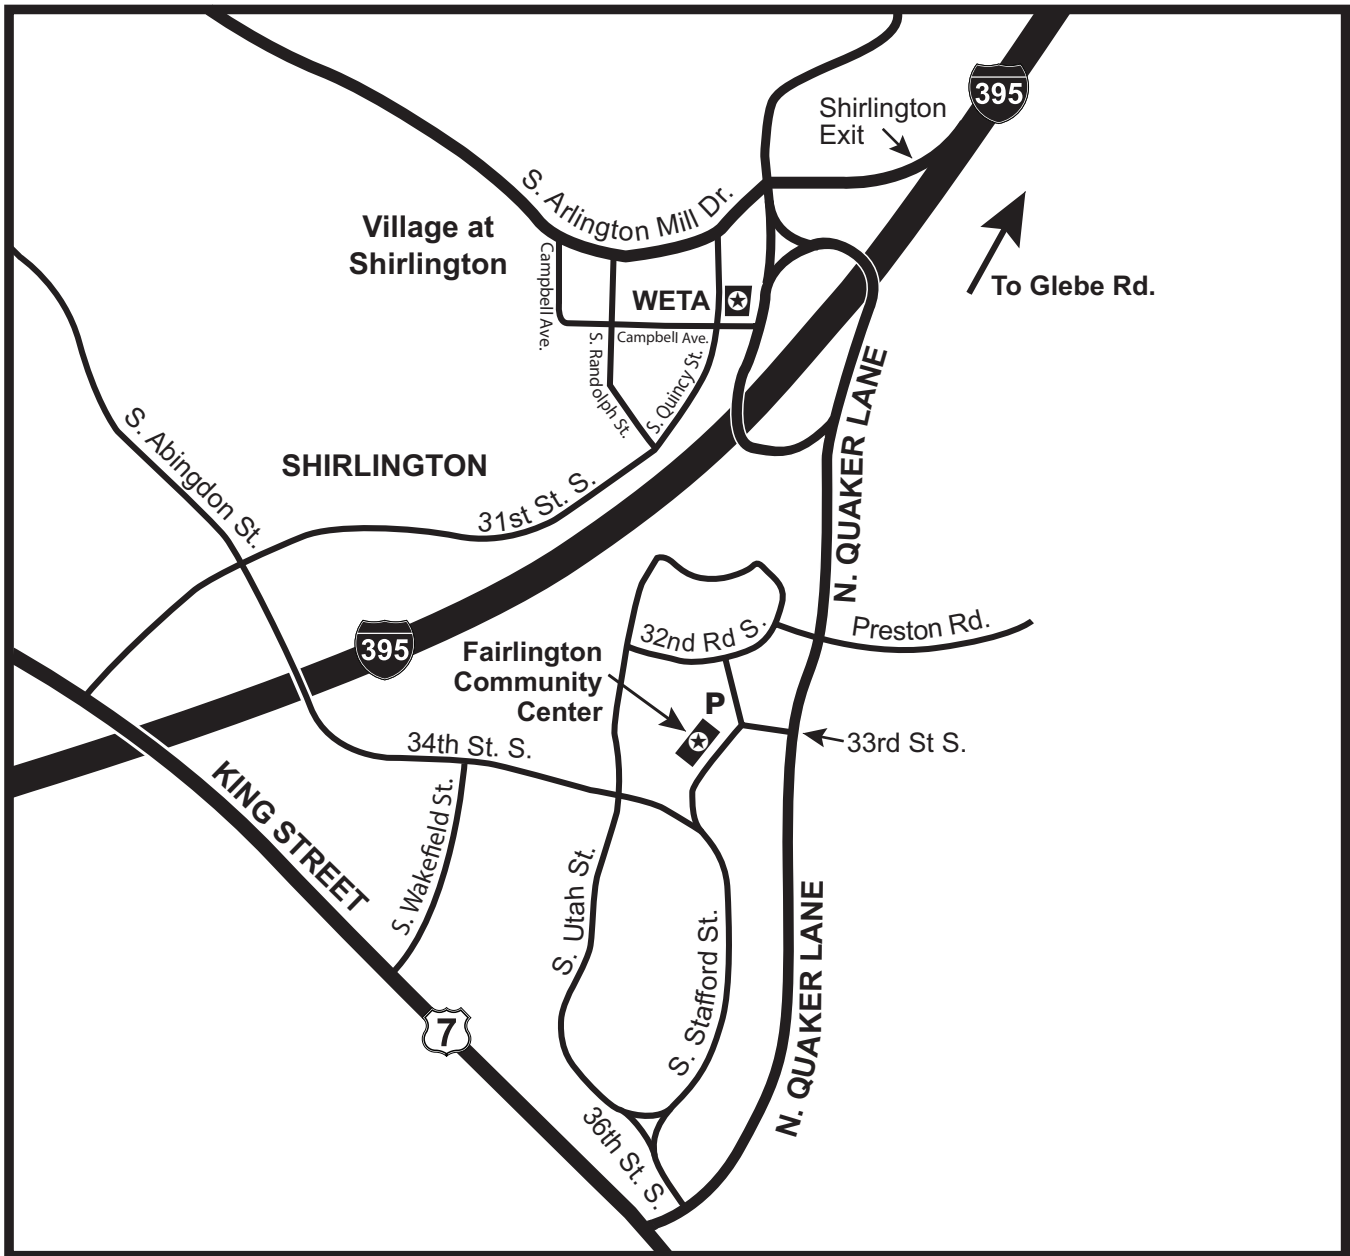 395
Shirlington
Exit
S. Arlington Mill Dr.
Village at
Shirlington
To Glebe Rd.
Campbell Ave.
WETA
Campbell Ave.
S. Randolph St.
S. Quincy St.
N. QUAKER LANE
S. Abingdon St.
SHIRLINGTON
31st St. S.
32nd Rd S.
Preston Rd.
395
Fairlington
Community
Center
P
33rd St S.
34th St. S.
KING STREET
S. Wakefield St.
S. Utah St.
S. Stafford St.
N. QUAKER LANE
7
36th St. S.